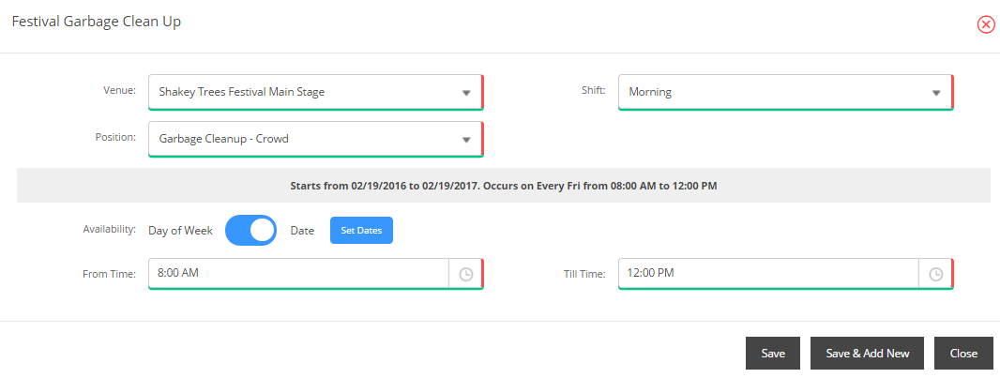 Festival Garbage Clean Up
Venue: Shakey Trees Festival Main Stage Shift: Morning
Position: Garbage Cleanup - Crowd
Starts from 02/19/2016 to 02/19/2017. Occurs on Every Fri from 08:00 AM to 12:00 PM
Availability: Day of Week Date Set Dates
From Time: 8:00 AM Till Time: 12:00 PM
Save Save & Add New Close